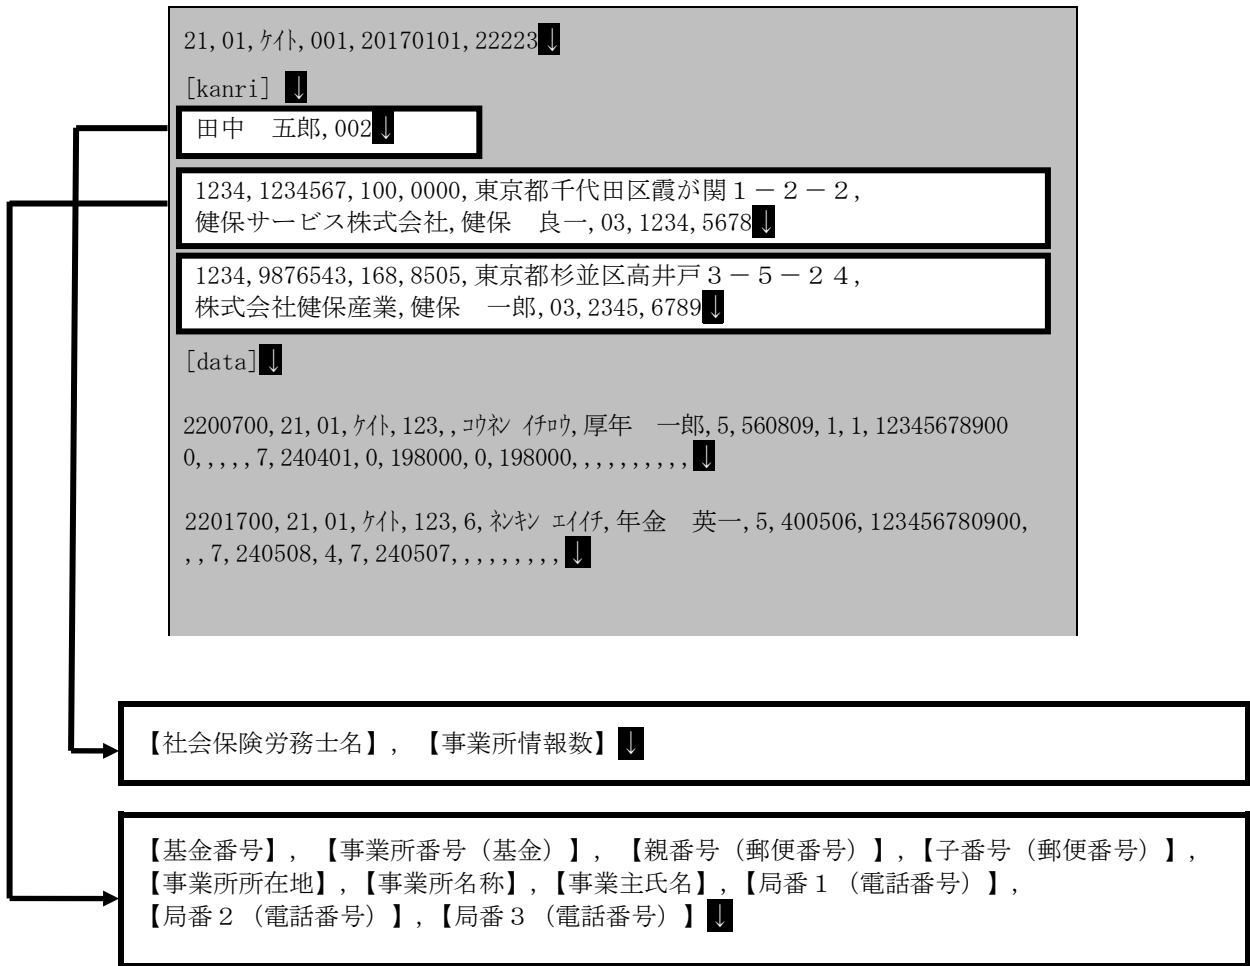 21,01,ｹｲﾄ,001,20170101,22223↓
[kanri] ↓
田中　五郎,002↓
1234,1234567,100,0000,東京都千代田区霞が関１－２－２,
健保サービス株式会社,健保　良一,03,1234,5678↓
1234,9876543,168,8505,東京都杉並区高井戸３－５－２４,
株式会社健保産業,健保　一郎,03,2345,6789↓
[data]↓
2200700,21,01,ｹｲﾄ,123,,ｺｳﾈﾝ ｲﾁﾛｳ,厚年　一郎,5,560809,1,1,12345678900
0,,,,,7,240401,0,198000,0,198000,,,,,,,,,,↓
2201700,21,01,ｹｲﾄ,123,6,ﾈﾝｷﾝ ｴｲｲﾁ,年金　英一,5,400506,123456780900,
,,7,240508,4,7,240507,,,,,,,,,↓
【社会保険労務士名】, 【事業所情報数】↓
【基金番号】, 【事業所番号（基金）】, 【親番号（郵便番号）】,【子番号（郵便番号）】,
【事業所所在地】,【事業所名称】,【事業主氏名】,【局番１（電話番号）】,
【局番２（電話番号）】,【局番３（電話番号）】↓